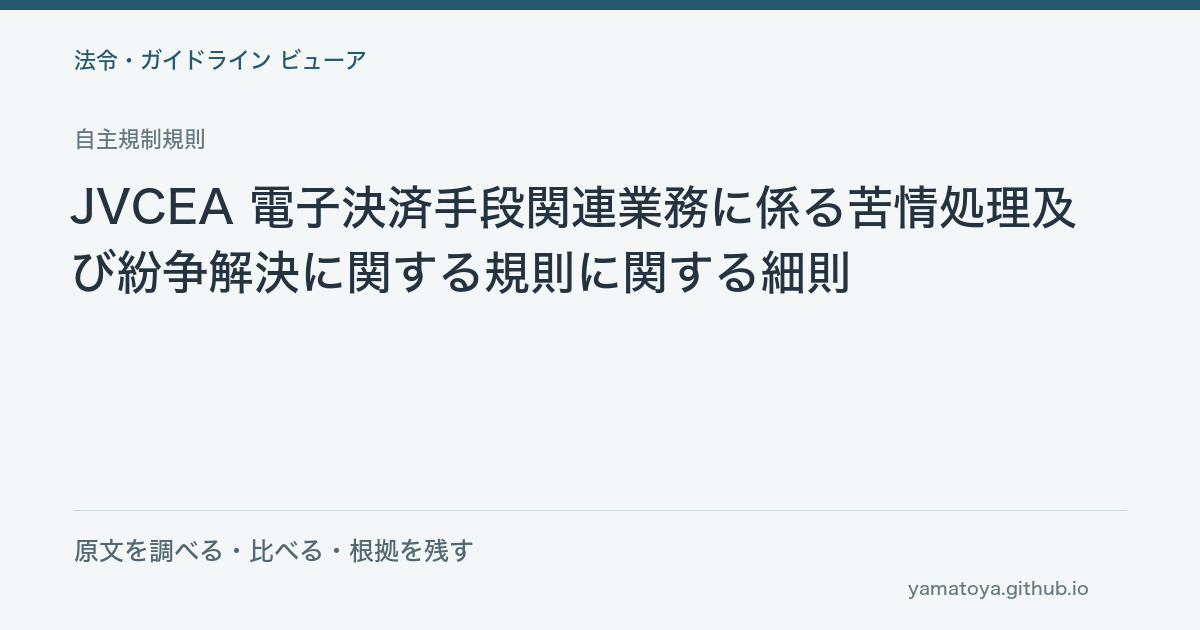 法令・ガイドライン ビューア
自主規制規則
JVCEA 電子決済手段関連業務に係る苦情処理及
び紛争解決に関する規則に関する細則
原文を調べる・比べる・根拠を残す
yamatoya.github.io